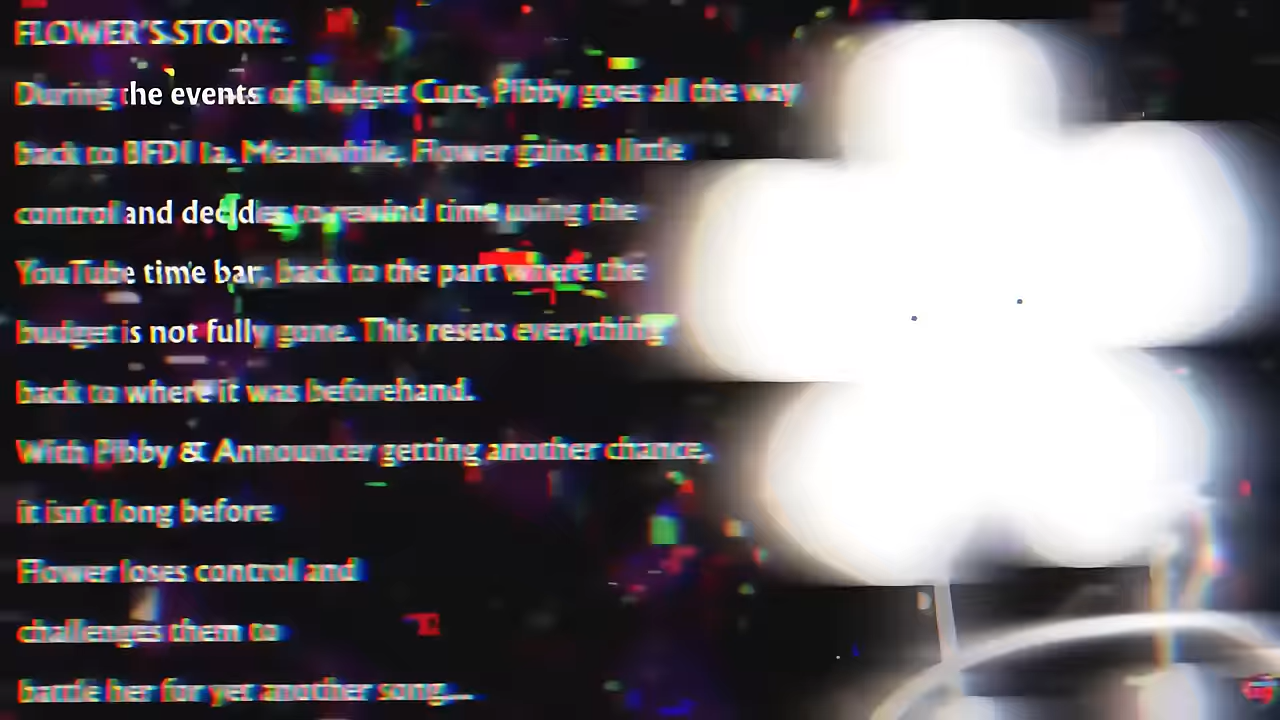 FLOWER'S STORY:
During the events of Budget Cuts, Pibby goes all the way
back to BFDI 1a. Meanwhile, Flower gains a little
control and decides to rewind time using the
YouTube time bar, back to the part where the
budget is not fully gone. This resets everything
back to where it was beforehand.
With Pibby & Announcer getting another chance,
it isn't long before
Flower loses control and
challenges them to
battle her for yet another song....